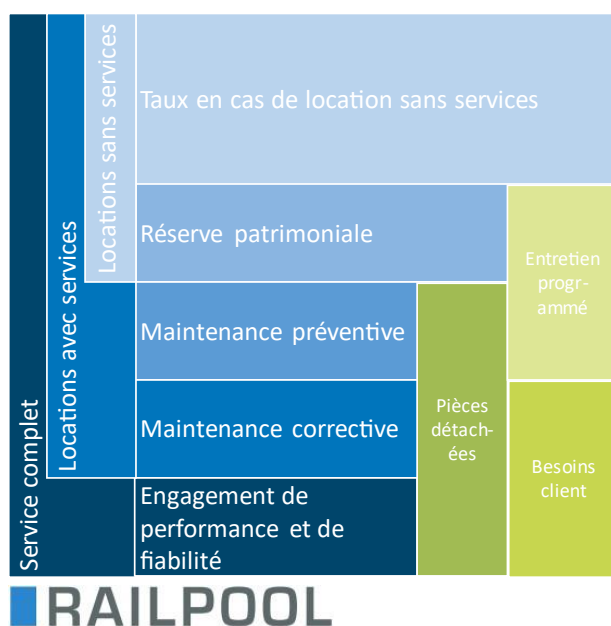 Service complet
Locations avec services
Locations sans services
Taux en cas de location sans services
Réserve patrimoniale
Maintenance préventive
Maintenance corrective
Engagement de
performance et de
fiabilité
Pièces
détach-
ées
Entretien
progr-
ammé
Besoins
client
RAILPOOL